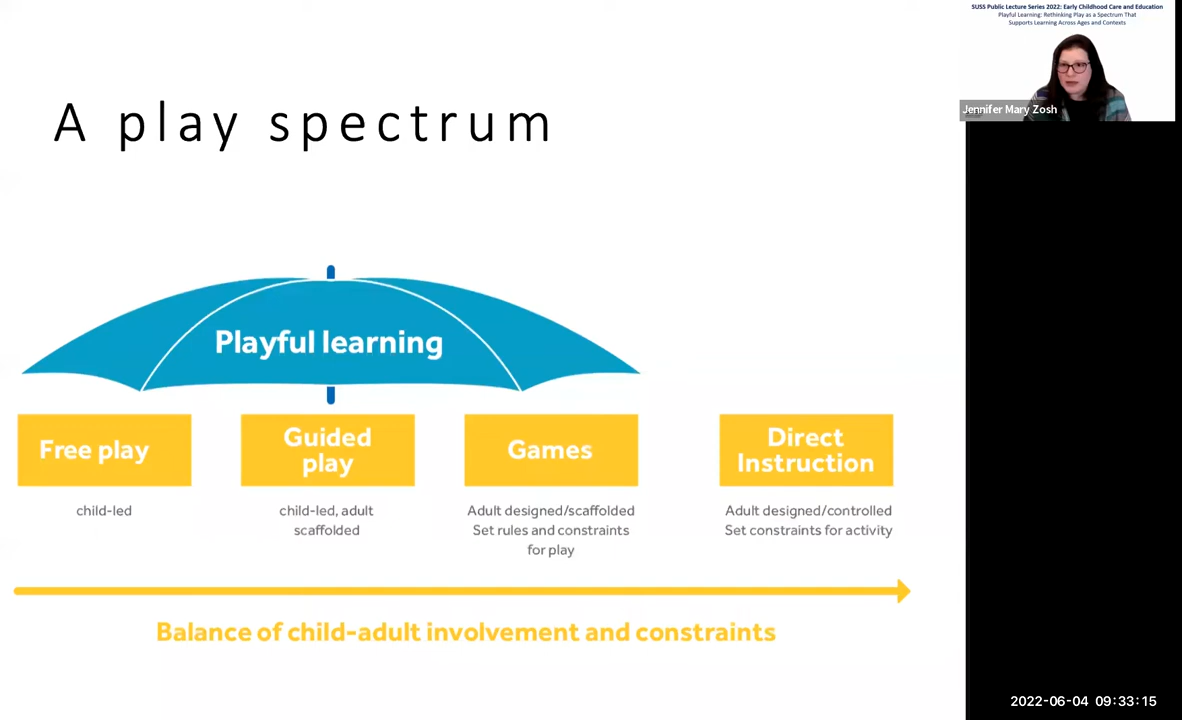 SUSS Public Lecture Series 2022: Early Childhood Care and Education
Playful Learning: Rethinking Play as a Spectrum That
Supports Learning Across Ages and Contexts
Jennifer Mary Zosh
A play spectrum
Playful learning
Free play
Guided
play
Games
Direct
Instruction
child-led
child-led, adult
scaffolded
Adult designed/scaffolded
Set rules and constraints
for play
Adult designed/controlled
Set constraints for activity
Balance of child-adult involvement and constraints
2022-06-04 09:33:15